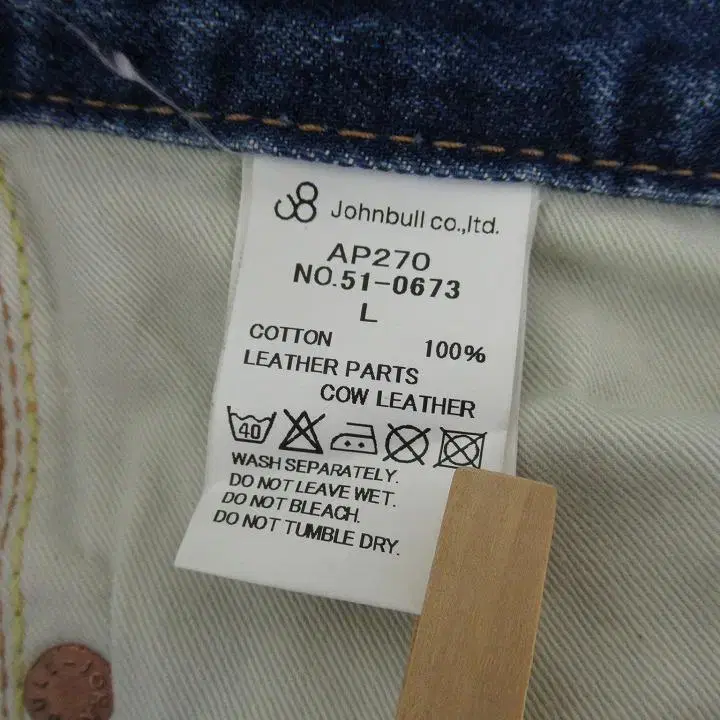 Johnbull co.,ltd.
AP270
NO.51-0673
L
COTTON 100%
LEATHER PARTS
COW LEATHER
40
WASH SEPARATELY.
DO NOT LEAVE WET.
DO NOT BLEACH.
DO NOT TUMBLE DRY.